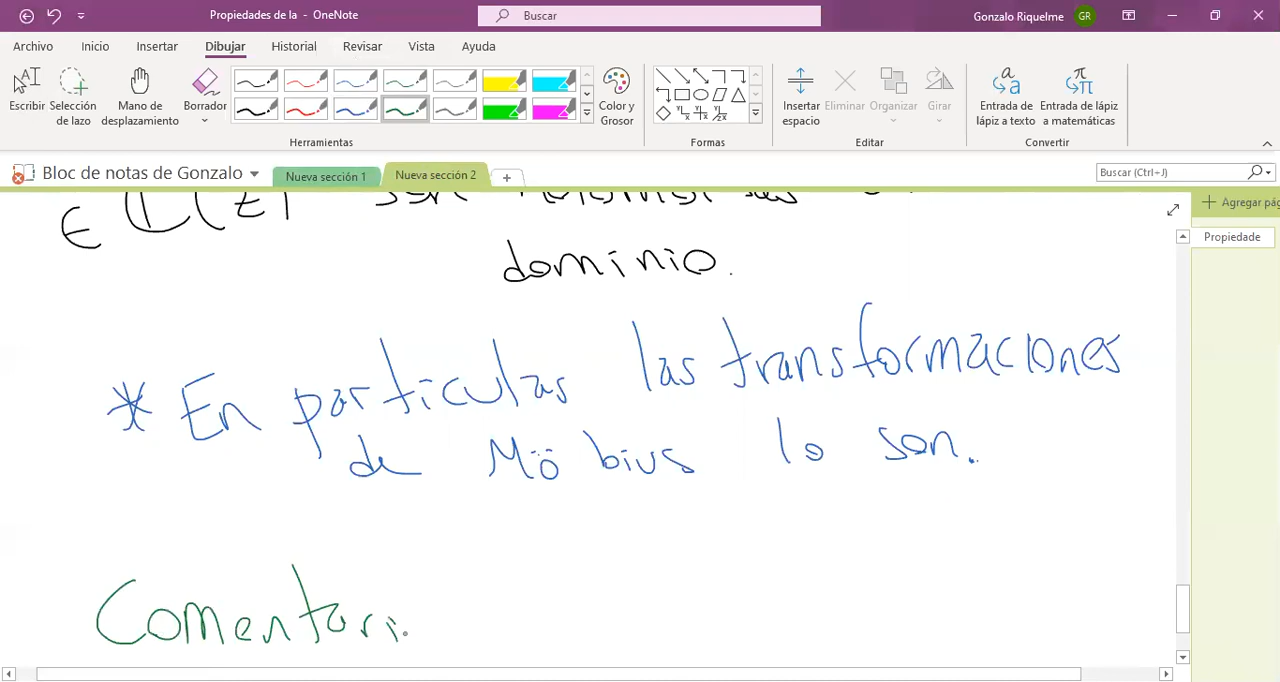 Propiedades de la - OneNote
Buscar
Gonzalo Riquelme GR
Archivo Inicio Insertar Dibujar Historial Revisar Vista Ayuda
Escribir Selección de lazo Mano de desplazamiento Borrador Color y Grosor Insertar espacio Eliminar Organizar Girar Entrada de lápiz a texto Entrada de lápiz a matemáticas
Herramientas Formas Editar Convertir
Bloc de notas de Gonzalo Nueva sección 1 Nueva sección 2 Buscar (Ctrl+J)
Agregar pág
Propiedade
∈ ℂ(z) son
dominio.
* En particulas las transformaciones
de Möbius lo son.
Comentari